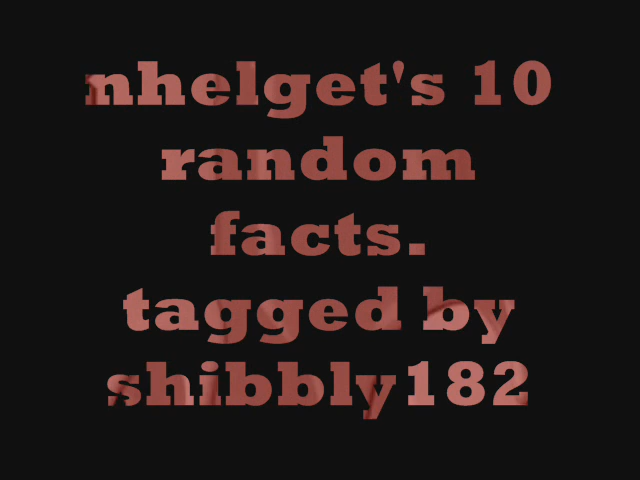 nhelget's 10
random
facts.
tagged by
shibbly182